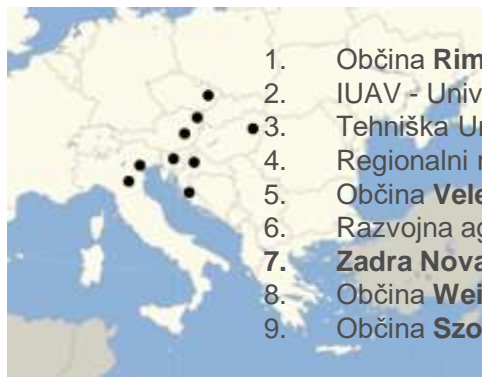 1. Občina Rim
2. IUAV - Univ
3. Tehniška
4. Regionalni
5. Občina Vele
6. Razvojna ag
7. Zadra Nova
8. Občina Wei
9. Občina Szo